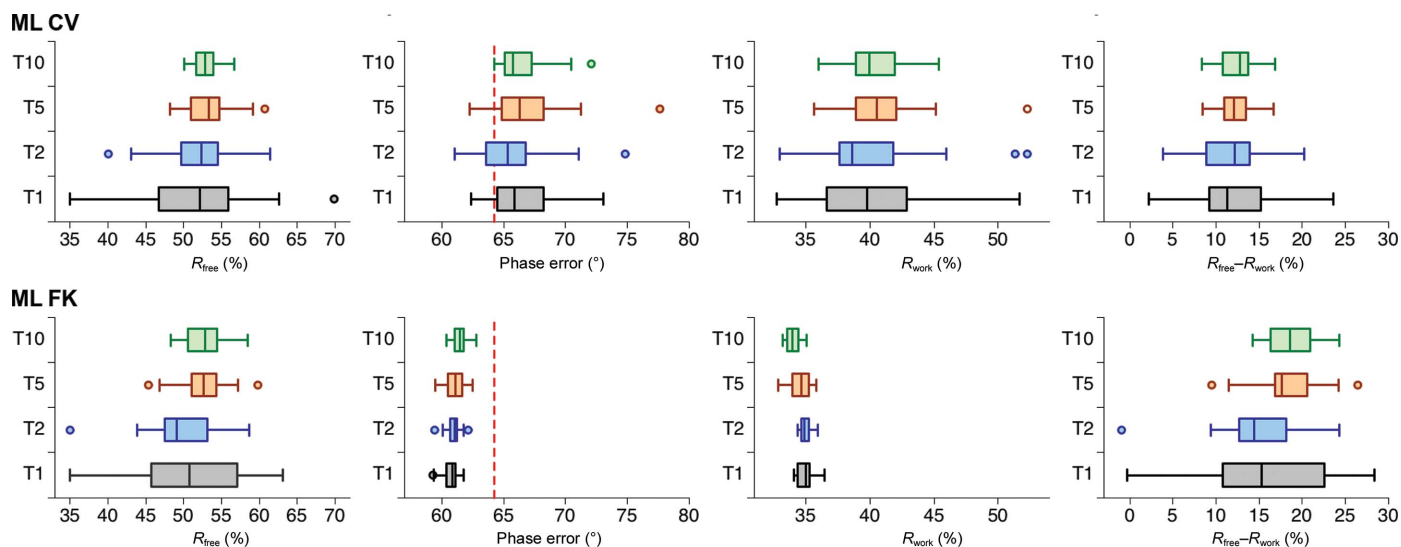 ML CV
T10
T5
T2
T1
35 40 45 50 55 60 65 70
Rfree (%)
T10
T5
T2
T1
60 65 70 75 80
Phase error (°)
T10
T5
T2
T1
35 40 45 50
Rwork (%)
T10
T5
T2
T1
0 5 10 15 20 25 30
Rfree–Rwork (%)
ML FK
T10
T5
T2
T1
35 40 45 50 55 60 65 70
Rfree (%)
T10
T5
T2
T1
60 65 70 75 80
Phase error (°)
T10
T5
T2
T1
35 40 45 50
Rwork (%)
T10
T5
T2
T1
0 5 10 15 20 25 30
Rfree–Rwork (%)